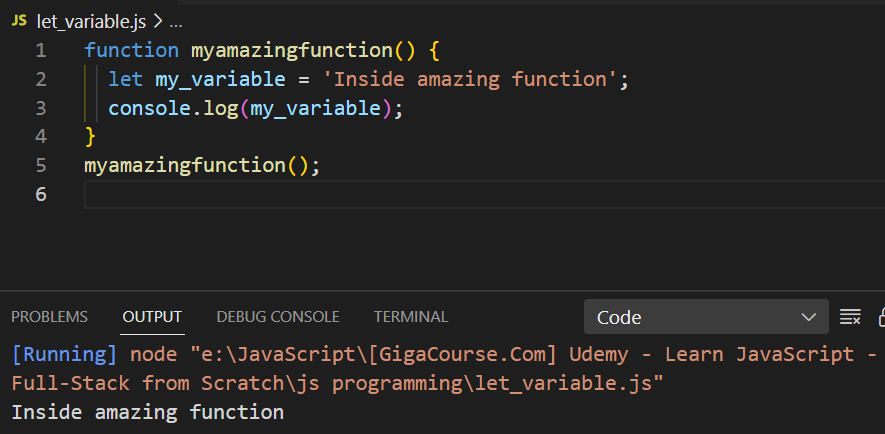 JS let_variable.js > ...
1 function myamazingfunction() {
2 let my_variable = 'Inside amazing function';
3 console.log(my_variable);
4 }
5 myamazingfunction();
6
PROBLEMS OUTPUT DEBUG CONSOLE TERMINAL Code
[Running] node "e:\JavaScript\[GigaCourse.Com] Udemy - Learn JavaScript -
Full-Stack from Scratch\js programming\let_variable.js"
Inside amazing function